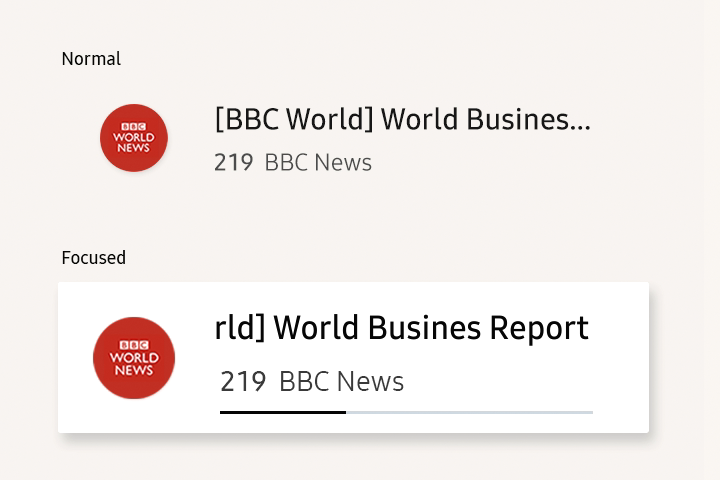 Normal
BBC
WORLD
NEWS
[BBC World] World Busines...
219 BBC News
Focused
BBC
WORLD
NEWS
rld] World Busines Report
219 BBC News